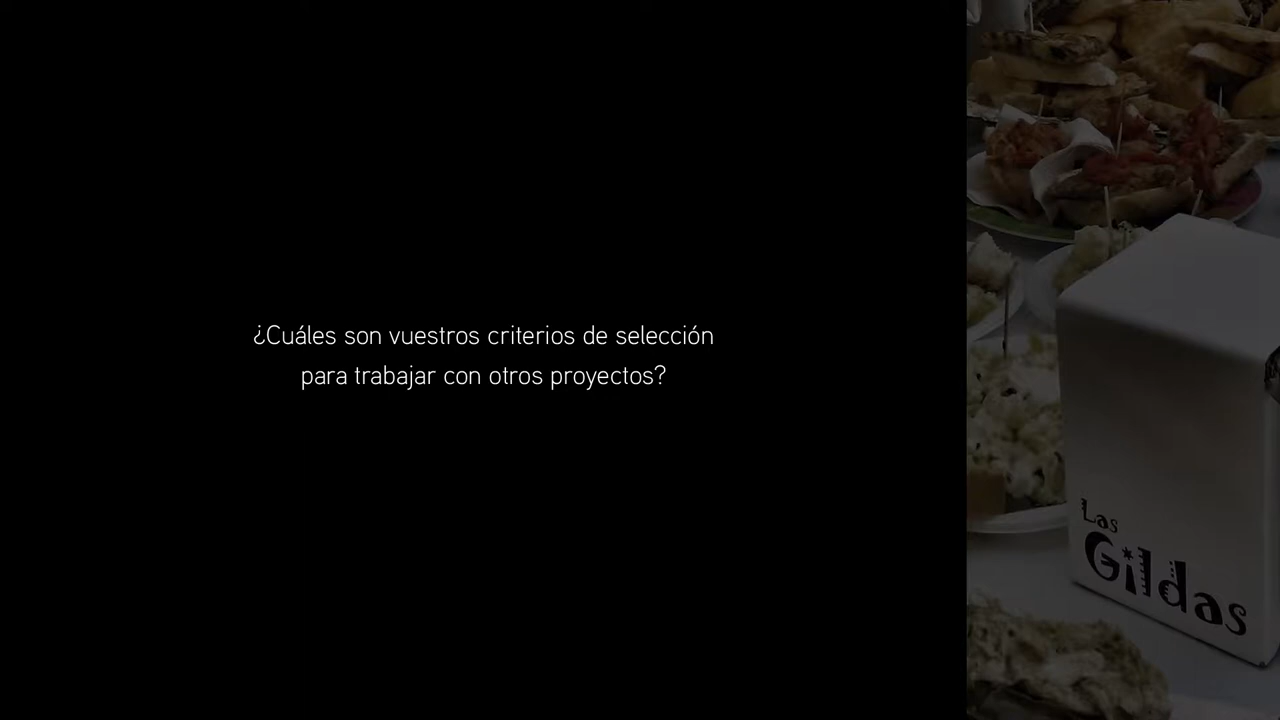 ¿Cuáles son vuestros criterios de selección
para trabajar con otros proyectos?
Las
Gildas